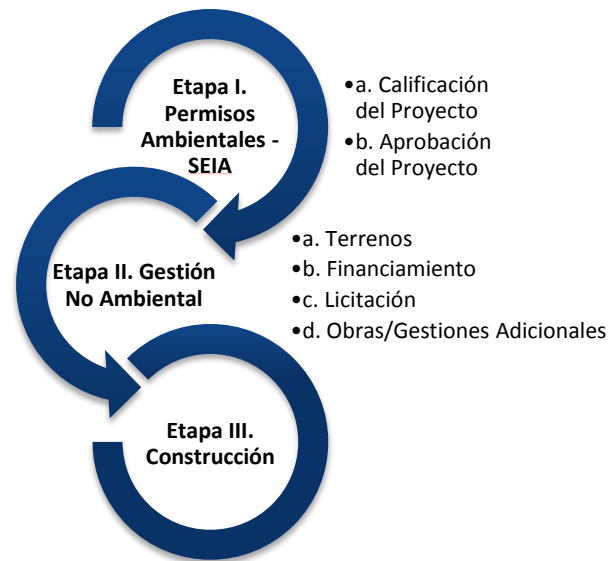 Etapa I.
Permisos
Ambientales -
SEIA
•a. Calificación
del Proyecto
•b. Aprobación
del Proyecto
Etapa II. Gestión
No Ambiental
•a. Terrenos
•b. Financiamiento
•c. Licitación
•d. Obras/Gestiones Adicionales
Etapa III.
Construcción